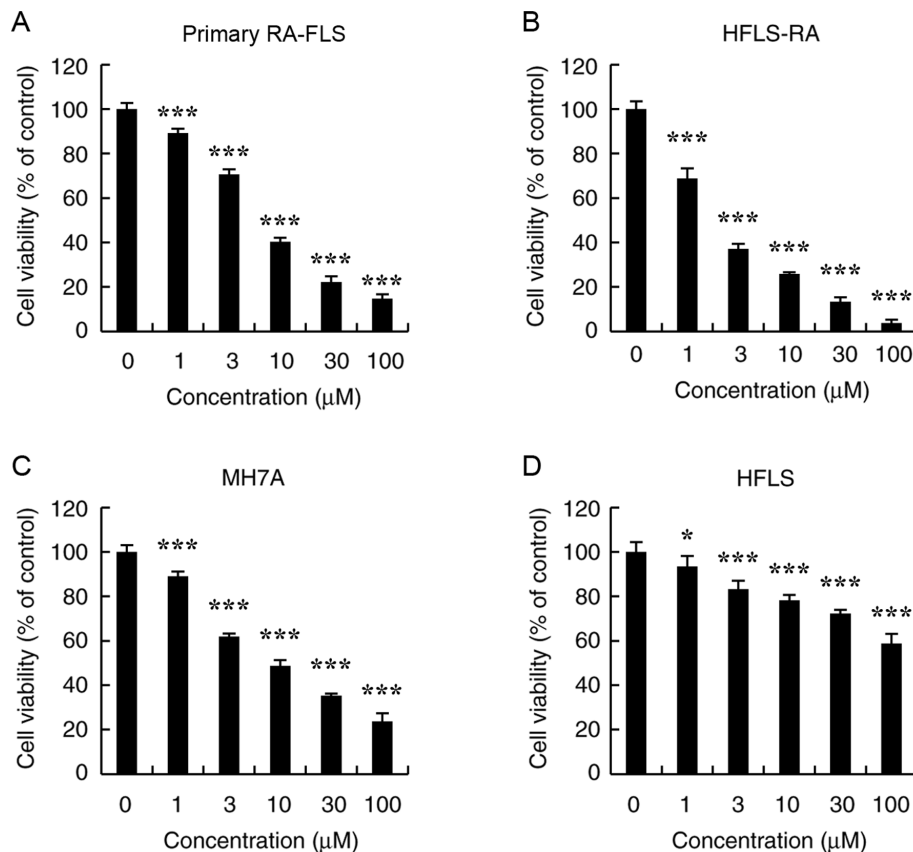 A
Primary RA-FLS
Cell viability (% of control)
120
100
80
60
40
20
0
***
***
***
***
***
0 1 3 10 30 100
Concentration (µM)
B
HFLS-RA
Cell viability (% of control)
120
100
80
60
40
20
0
***
***
***
***
***
0 1 3 10 30 100
Concentration (µM)
C
MH7A
Cell viability (% of control)
120
100
80
60
40
20
0
***
***
***
***
***
0 1 3 10 30 100
Concentration (µM)
D
HFLS
Cell viability (% of control)
120
100
80
60
40
20
0
*
***
***
***
***
0 1 3 10 30 100
Concentration (µM)